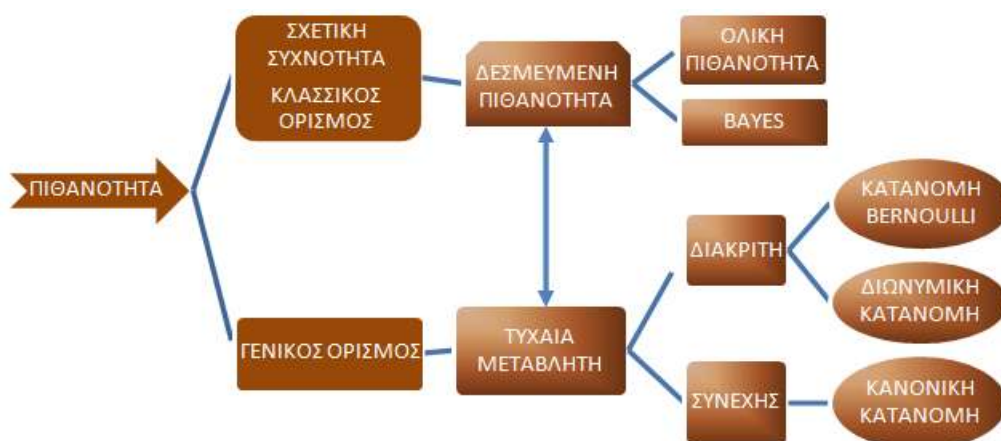 ΠΙΘΑΝΟΤΗΤΑ
ΣΧΕΤΙΚΗ
ΣΥΧΝΟΤΗΤΑ
ΚΛΑΣΣΙΚΟΣ
ΟΡΙΣΜΟΣ
ΔΕΣΜΕΥΜΕΝΗ
ΠΙΘΑΝΟΤΗΤΑ
ΟΛΙΚΗ
ΠΙΘΑΝΟΤΗΤΑ
BAYES
ΓΕΝΙΚΟΣ ΟΡΙΣΜΟΣ
ΤΥΧΑΙΑ
ΜΕΤΑΒΛΗΤΗ
ΔΙΑΚΡΙΤΗ
ΚΑΤΑΝΟΜΗ
BERNOULLI
ΔΙΩΝΥΜΙΚΗ
ΚΑΤΑΝΟΜΗ
ΣΥΝΕΧΗΣ
ΚΑΝΟΝΙΚΗ
ΚΑΤΑΝΟΜΗ